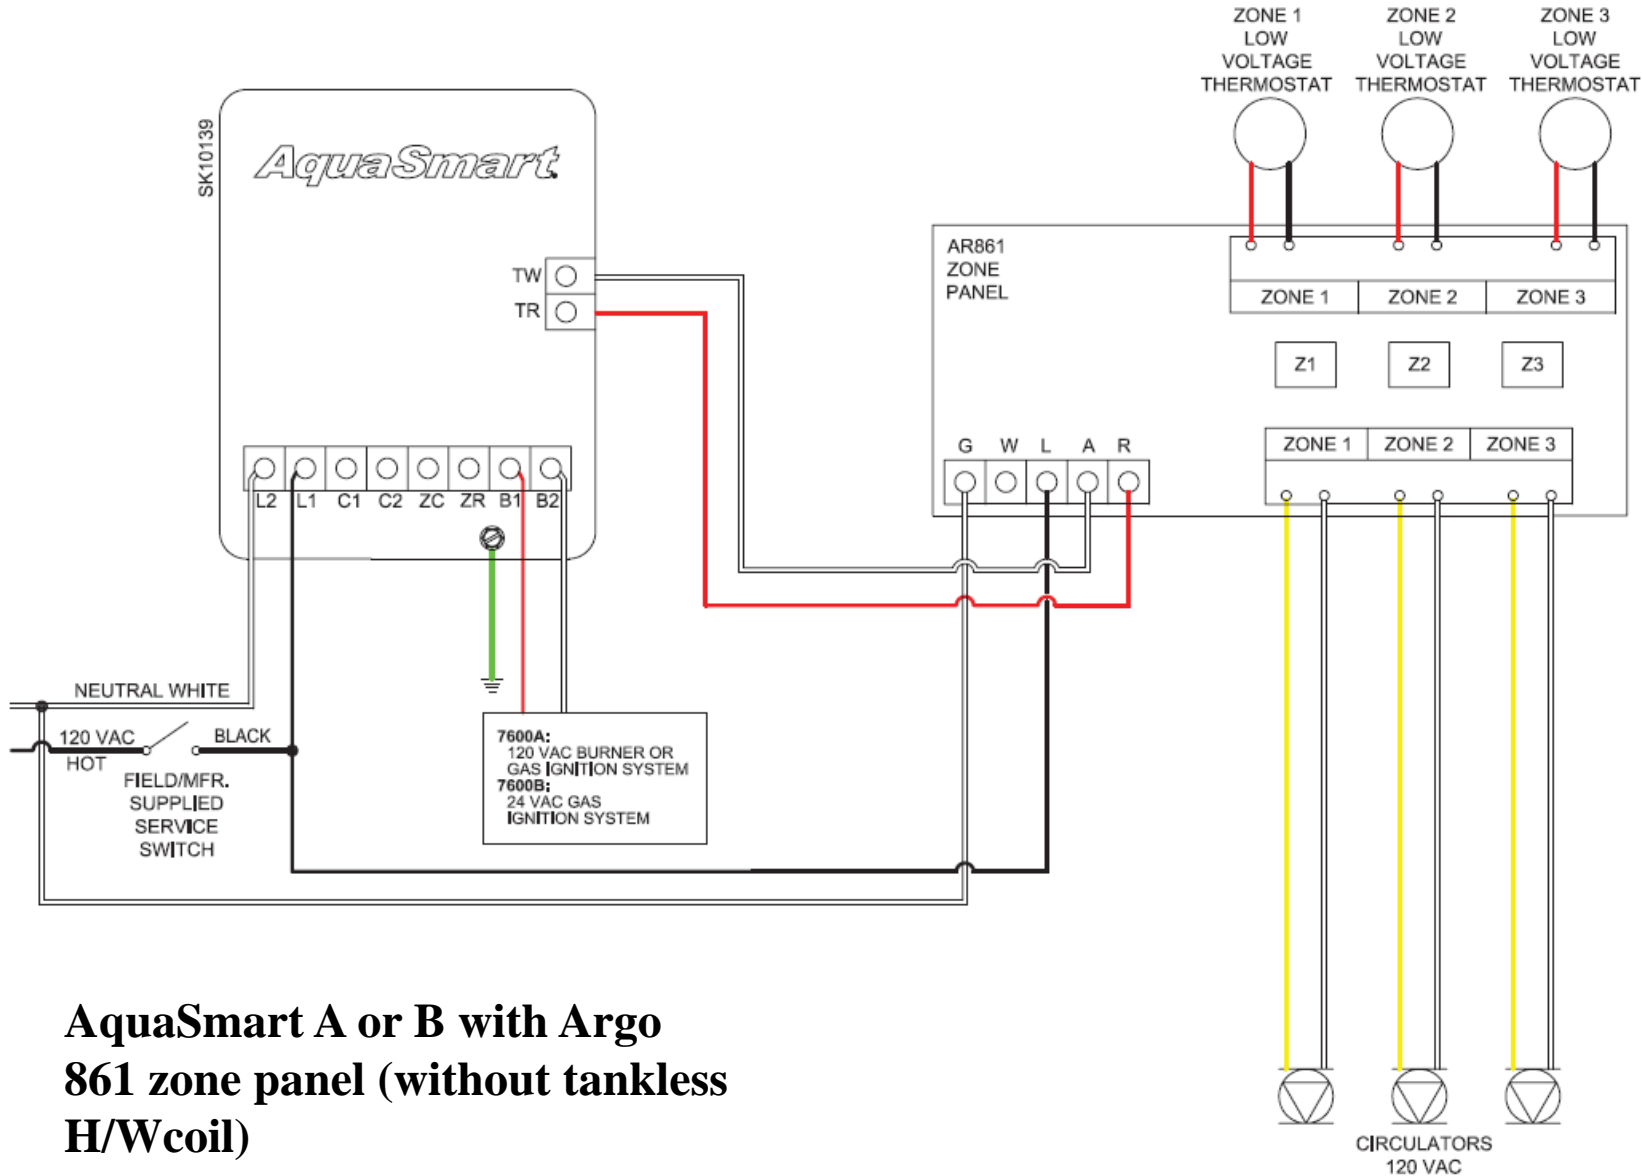 ZONE 1
LOW
VOLTAGE
THERMOSTAT
ZONE 2
LOW
VOLTAGE
THERMOSTAT
ZONE 3
LOW
VOLTAGE
THERMOSTAT
SK10139
AquaSmart
TW
TR
L2 L1 C1 C2 ZC ZR B1 B2
AR861
ZONE
PANEL
ZONE 1 ZONE 2 ZONE 3
Z1 Z2 Z3
G W L A R
ZONE 1 ZONE 2 ZONE 3
NEUTRAL WHITE
120 VAC
HOT
BLACK
FIELD/MFR.
SUPPLIED
SERVICE
SWITCH
7600A:
120 VAC BURNER OR
GAS IGNITION SYSTEM
7600B:
24 VAC GAS
IGNITION SYSTEM
CIRCULATORS
120 VAC
AquaSmart A or B with Argo
861 zone panel (without tankless
H/Wcoil)